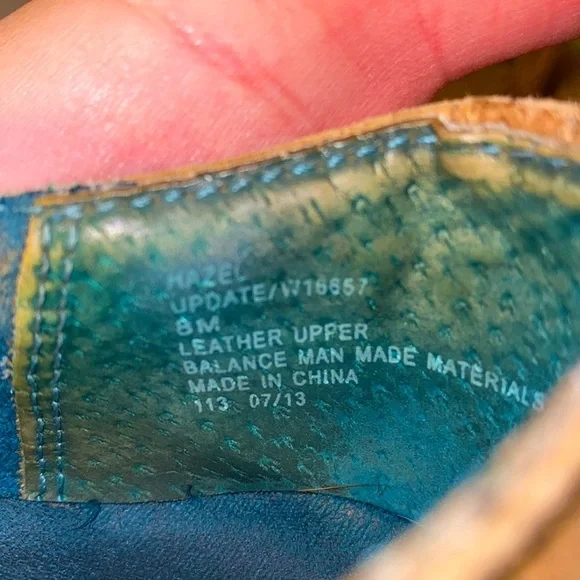 HAZEL
UPDATE/W16657
8M
LEATHER UPPER
BALANCE MAN MADE MATERIALS
MADE IN CHINA
113 07/13